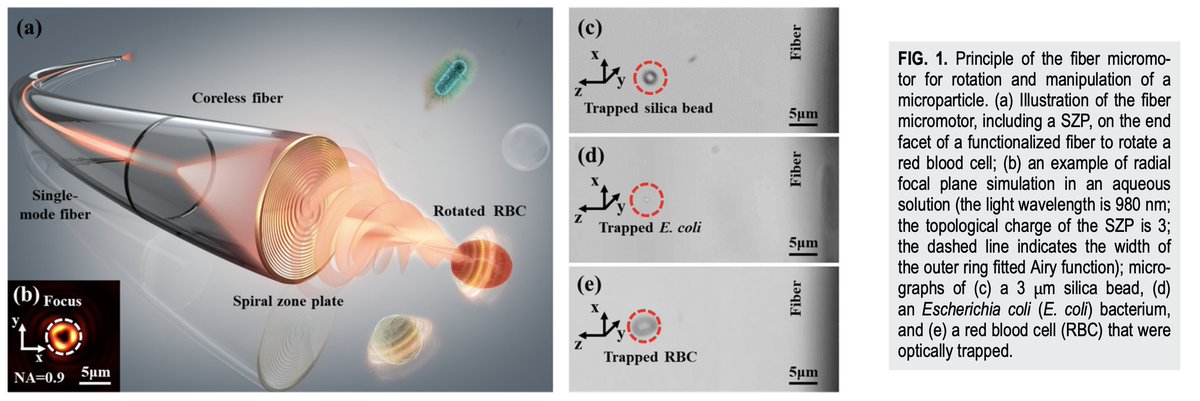 (a)
Coreless fiber
Single-
mode fiber
Rotated RBC
Spiral zone plate
(b) Focus
y
x
NA=0.9 5μm
(c)
Fiber
x
y
z
Trapped silica bead
5μm
(d)
Fiber
x
y
z
Trapped E. coli
5μm
(e)
Fiber
x
y
z
Trapped RBC
5μm
FIG. 1. Principle of the fiber micromo-
tor for rotation and manipulation of a
microparticle. (a) Illustration of the fiber
micromotor, including a SZP, on the end
facet of a functionalized fiber to rotate a
red blood cell; (b) an example of radial
focal plane simulation in an aqueous
solution (the light wavelength is 980 nm;
the topological charge of the SZP is 3;
the dashed line indicates the width of
the outer ring fitted Airy function); micro-
graphs of (c) a 3 μm silica bead, (d)
an Escherichia coli (E. coli) bacterium,
and (e) a red blood cell (RBC) that were
optically trapped.